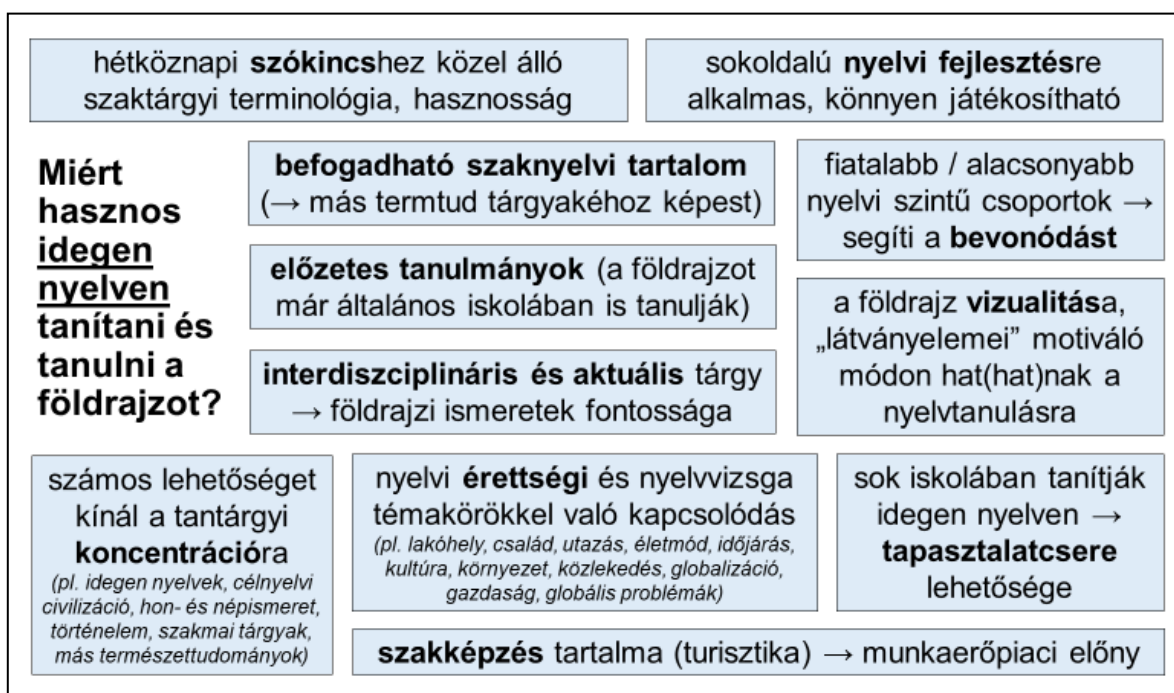 hétköznapi szókincshez közel álló
szaktárgyi terminológia, hasznosság
sokoldalú nyelvi fejlesztésre
alkalmas, könnyen játékosítható
Miért
hasznos
idegen
nyelven
tanítani és
tanulni a
földrajzot?
befogadható szaknyelvi tartalom
(→ más termtud tárgyakéhoz képest)
előzetes tanulmányok (a földrajzot
már általános iskolában is tanulják)
interdiszciplináris és aktuális tárgy
→ földrajzi ismeretek fontossága
fiatalabb / alacsonyabb
nyelvi szintű csoportok →
segíti a bevonódást
a földrajz vizualitása,
„látványelemei” motiváló
módon hat(hat)nak a
nyelvtanulásra
számos lehetőséget
kínál a tantárgyi
koncentrációra
(pl. idegen nyelvek, célnyelvi
civilizáció, hon- és népismeret,
történelem, szakmai tárgyak,
más természettudományok)
nyelvi érettségi és nyelvvizsga
témakörökkel való kapcsolódás
(pl. lakóhely, család, utazás, életmód, időjárás,
kultúra, környezet, közlekedés, globalizáció,
gazdaság, globális problémák)
sok iskolában tanítják
idegen nyelven →
tapasztalatcsere
lehetősége
szakképzés tartalma (turisztika) → munkaerőpiaci előny